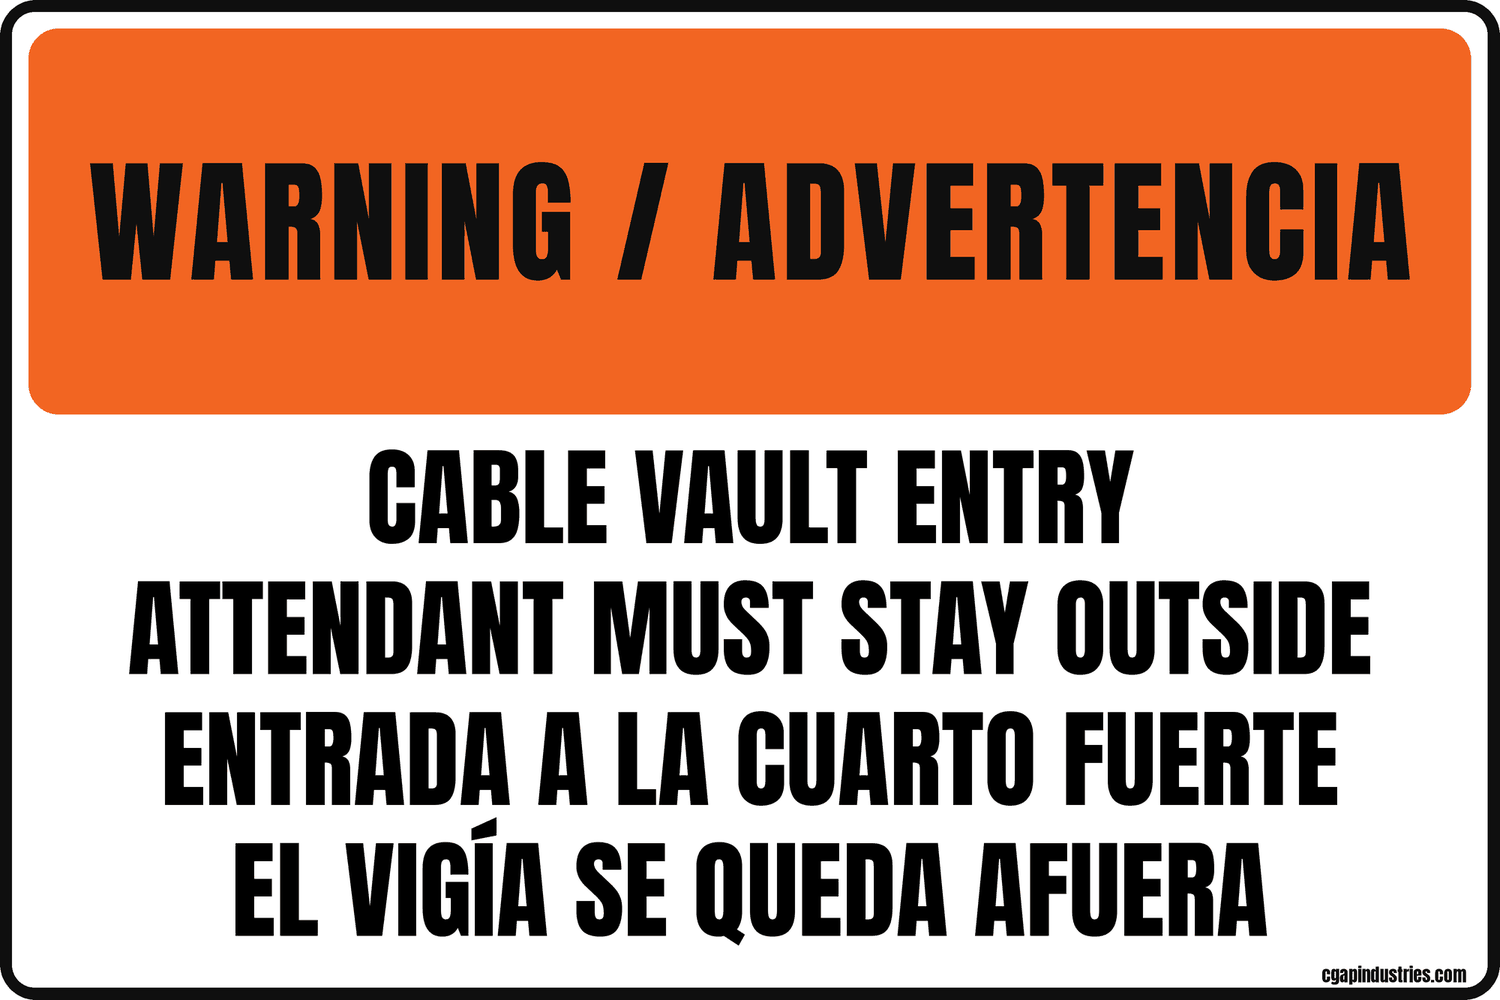 WARNING / ADVERTENCIA
CABLE VAULT ENTRY
ATTENDANT MUST STAY OUTSIDE
ENTRADA A LA CUARTO FUERTE
EL VIGÍA SE QUEDA AFUERA
cgapindustries.com